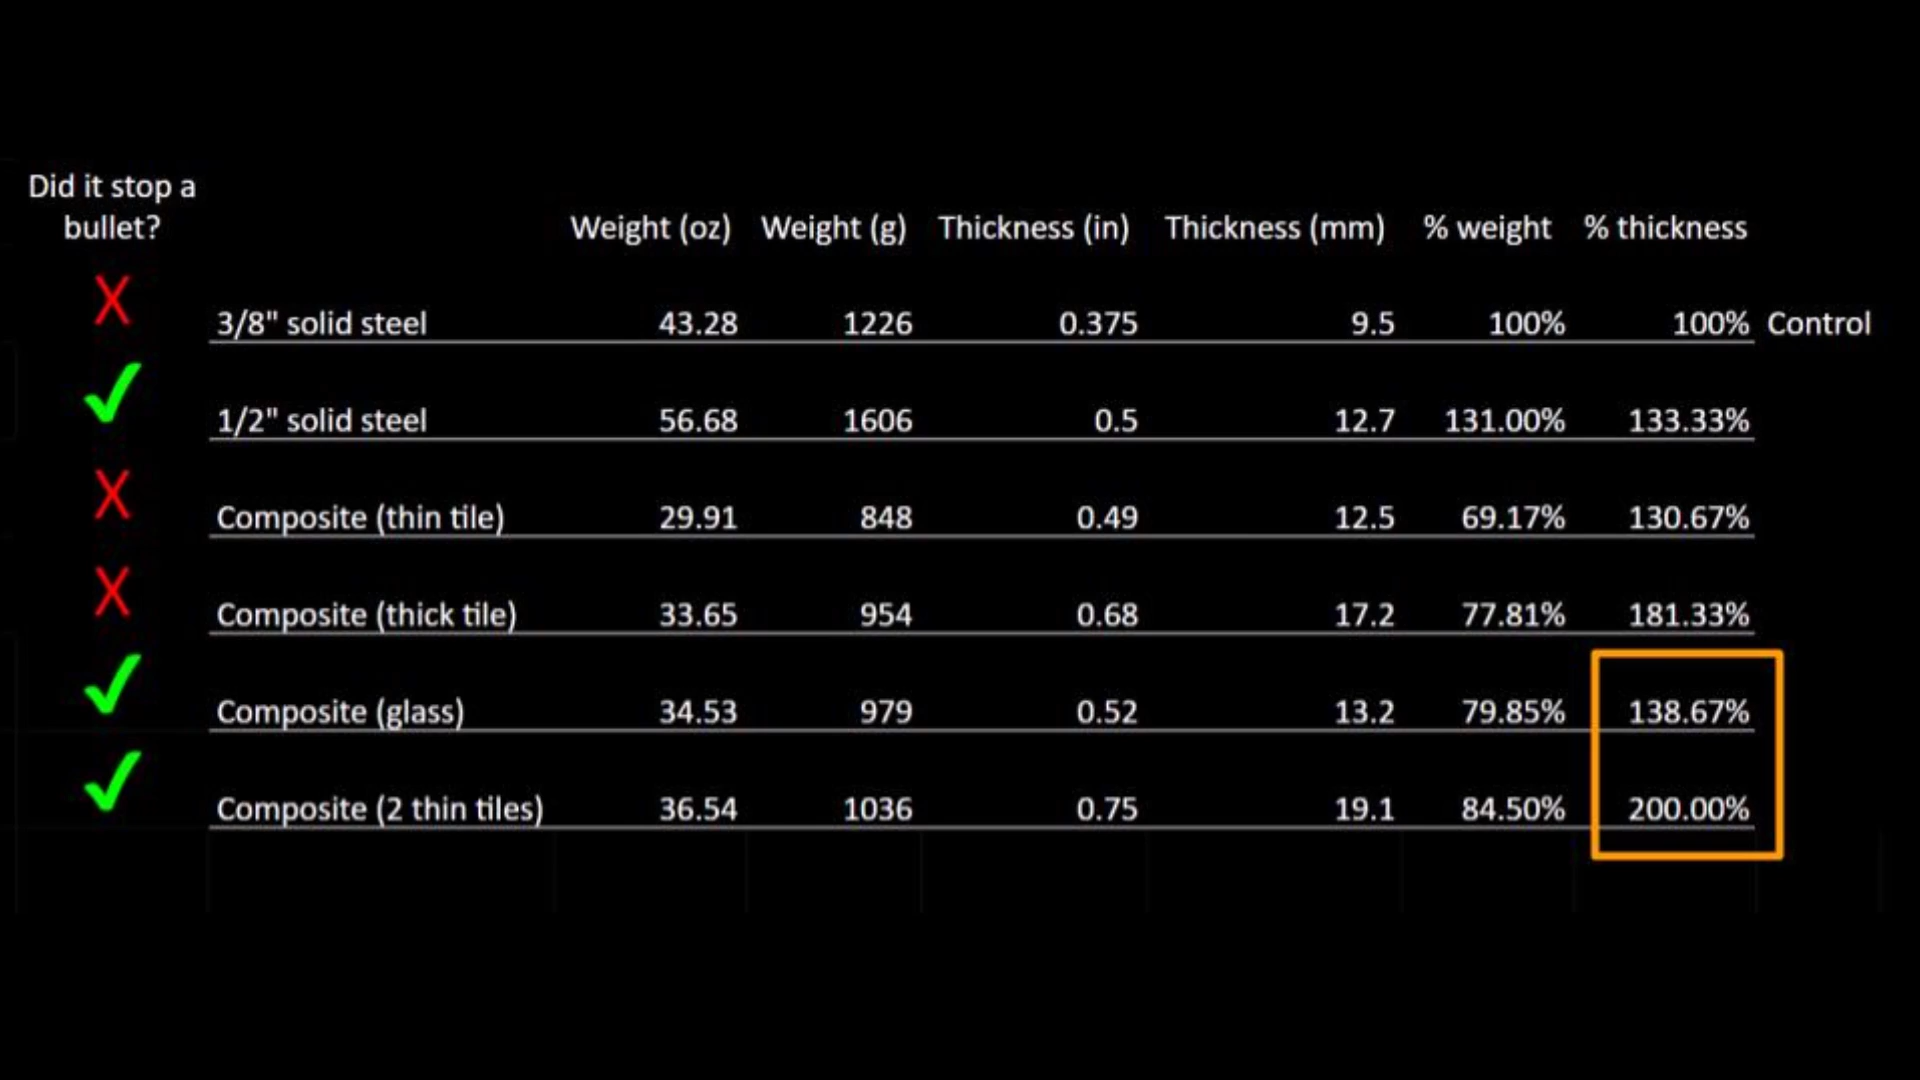 Did it stop a
bullet?
Weight (oz) Weight (g) Thickness (in) Thickness (mm) % weight % thickness
X 3/8" solid steel 43.28 1226 0.375 9.5 100% 100% Control
✓ 1/2" solid steel 56.68 1606 0.5 12.7 131.00% 133.33%
X Composite (thin tile) 29.91 848 0.49 12.5 69.17% 130.67%
X Composite (thick tile) 33.65 954 0.68 17.2 77.81% 181.33%
✓ Composite (glass) 34.53 979 0.52 13.2 79.85% 138.67%
✓ Composite (2 thin tiles) 36.54 1036 0.75 19.1 84.50% 200.00%